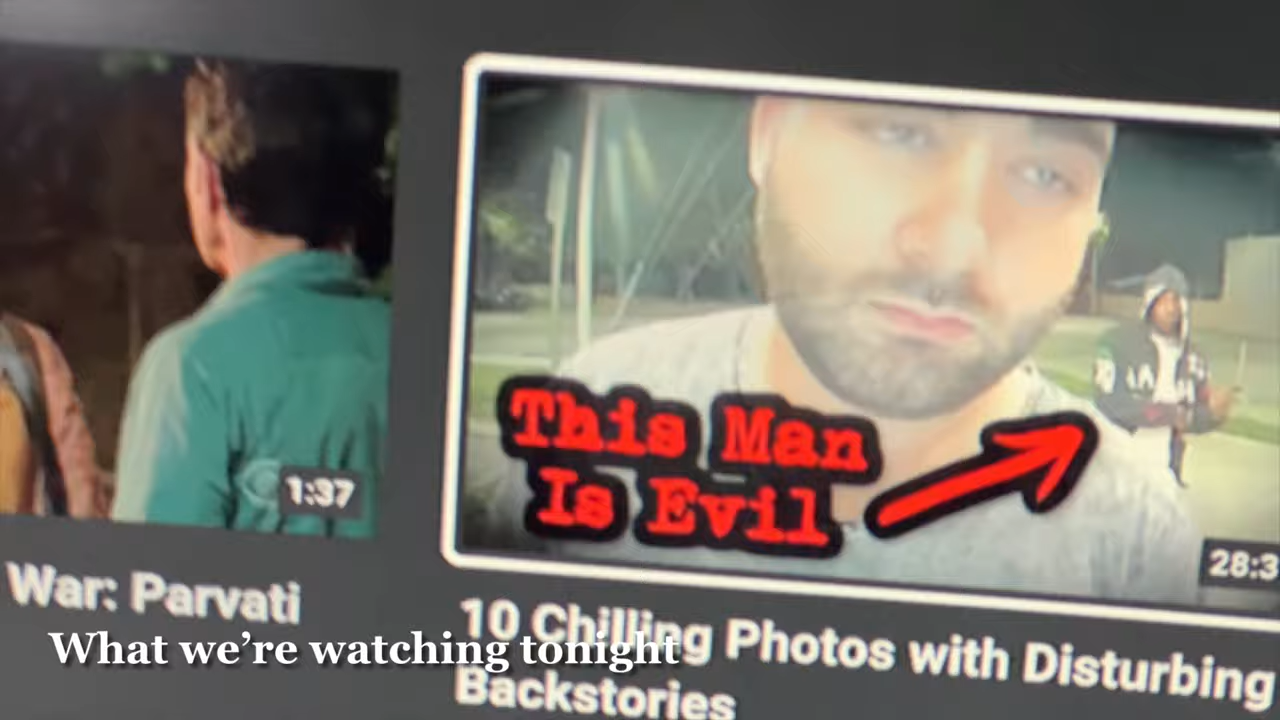 This Man
Is Evil
1:37
28:3
War: Parvati
10 Chilling Photos with Disturbing
Backstories
What we're watching tonight